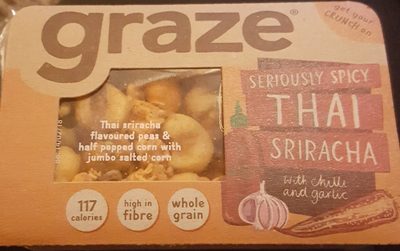 graze®
get your
CRUNCH on
SERIOUSLY SPICY
THAI
SRIRACHA
with chilli
and garlic
Thai sriracha
flavoured peas &
half popped corn with
jumbo salted corn
117
calories
high in
fibre
whole
grain